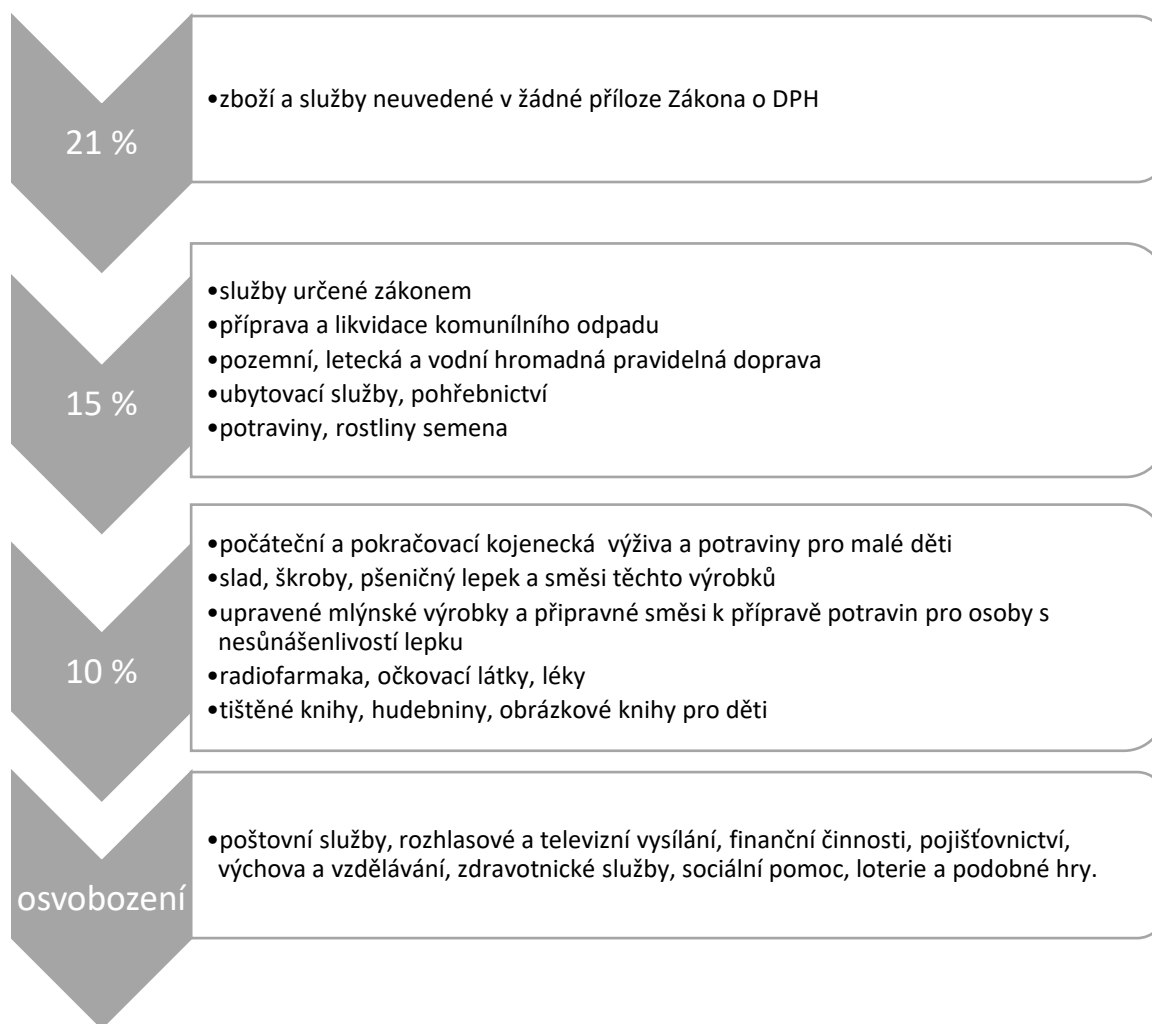 21 %
•zboží a služby neuvedené v žádné příloze Zákona o DPH
15 %
•služby určené zákonem
•příprava a likvidace komunílního odpadu
•pozemní, letecká a vodní hromadná pravidelná doprava
•ubytovací služby, pohřebnictví
•potraviny, rostliny semena
10 %
•počáteční a pokračovací kojenecká  výživa a potraviny pro malé děti
•slad, škroby, pšeničný lepek a směsi těchto výrobků
•upravené mlýnské výrobky a připravné směsi k přípravě potravin pro osoby s
nesůnášenlivostí lepku
•radiofarmaka, očkovací látky, léky
•tištěné knihy, hudebniny, obrázkové knihy pro děti
osvobození
•poštovní služby, rozhlasové a televizní vysílání, finanční činnosti, pojišťovnictví,
výchova a vzdělávání, zdravotnické služby, sociální pomoc, loterie a podobné hry.